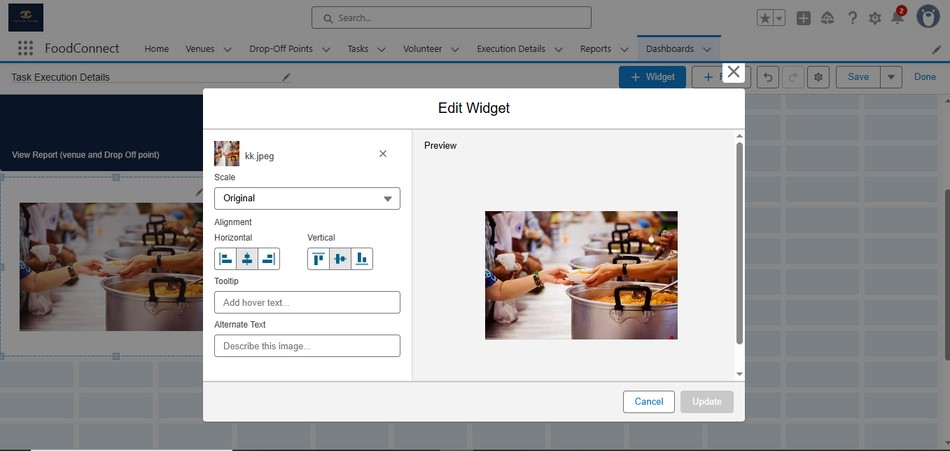 Search...
2
FoodConnect
Home
Venues
Drop-Off Points
Tasks
Volunteer
Execution Details
Reports
Dashboards
Task Execution Details
+ Widget
+
Save
Done
Edit Widget
View Report (venue and Drop Off point)
kk.jpeg
Scale
Original
Alignment
Horizontal
Vertical
Tooltip
Add hover text...
Alternate Text
Describe this image...
Preview
Cancel
Update